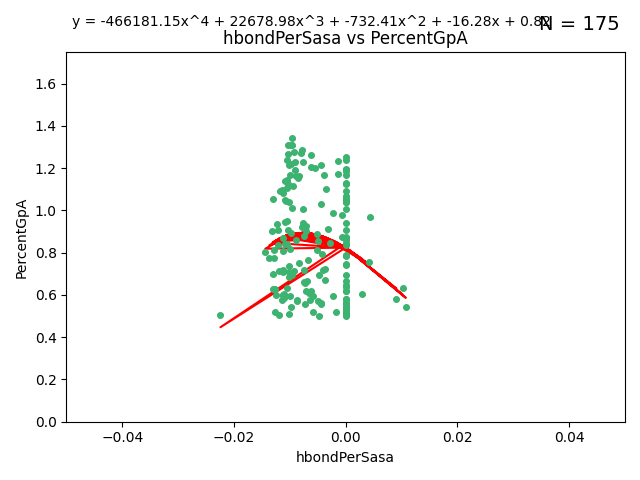 y = -466181.15x^4 + 22678.98x^3 + -732.41x^2 + -16.28x + 0.82
N = 175
hbondPerSasa vs PercentGpA
PercentGpA
1.6
1.4
1.2
1.0
0.8
0.6
0.4
0.2
0.0
−0.04
−0.02
0.00
0.02
0.04
hbondPerSasa